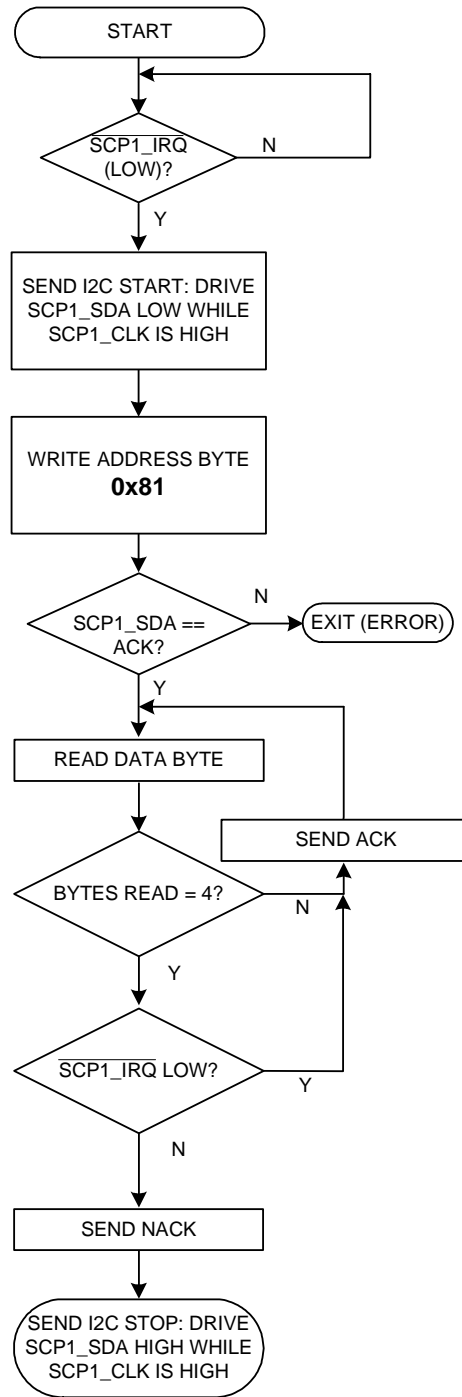 START
SCP1_IRQ
(LOW)?
N
Y
SEND I2C START: DRIVE
SCP1_SDA LOW WHILE
SCP1_CLK IS HIGH
WRITE ADDRESS BYTE
0x81
N
SCP1_SDA ==
ACK?
EXIT (ERROR)
Y
READ DATA BYTE
SEND ACK
BYTES READ = 4?
N
Y
SCP1_IRQ LOW?
Y
N
SEND NACK
SEND I2C STOP: DRIVE
SCP1_SDA HIGH WHILE
SCP1_CLK IS HIGH